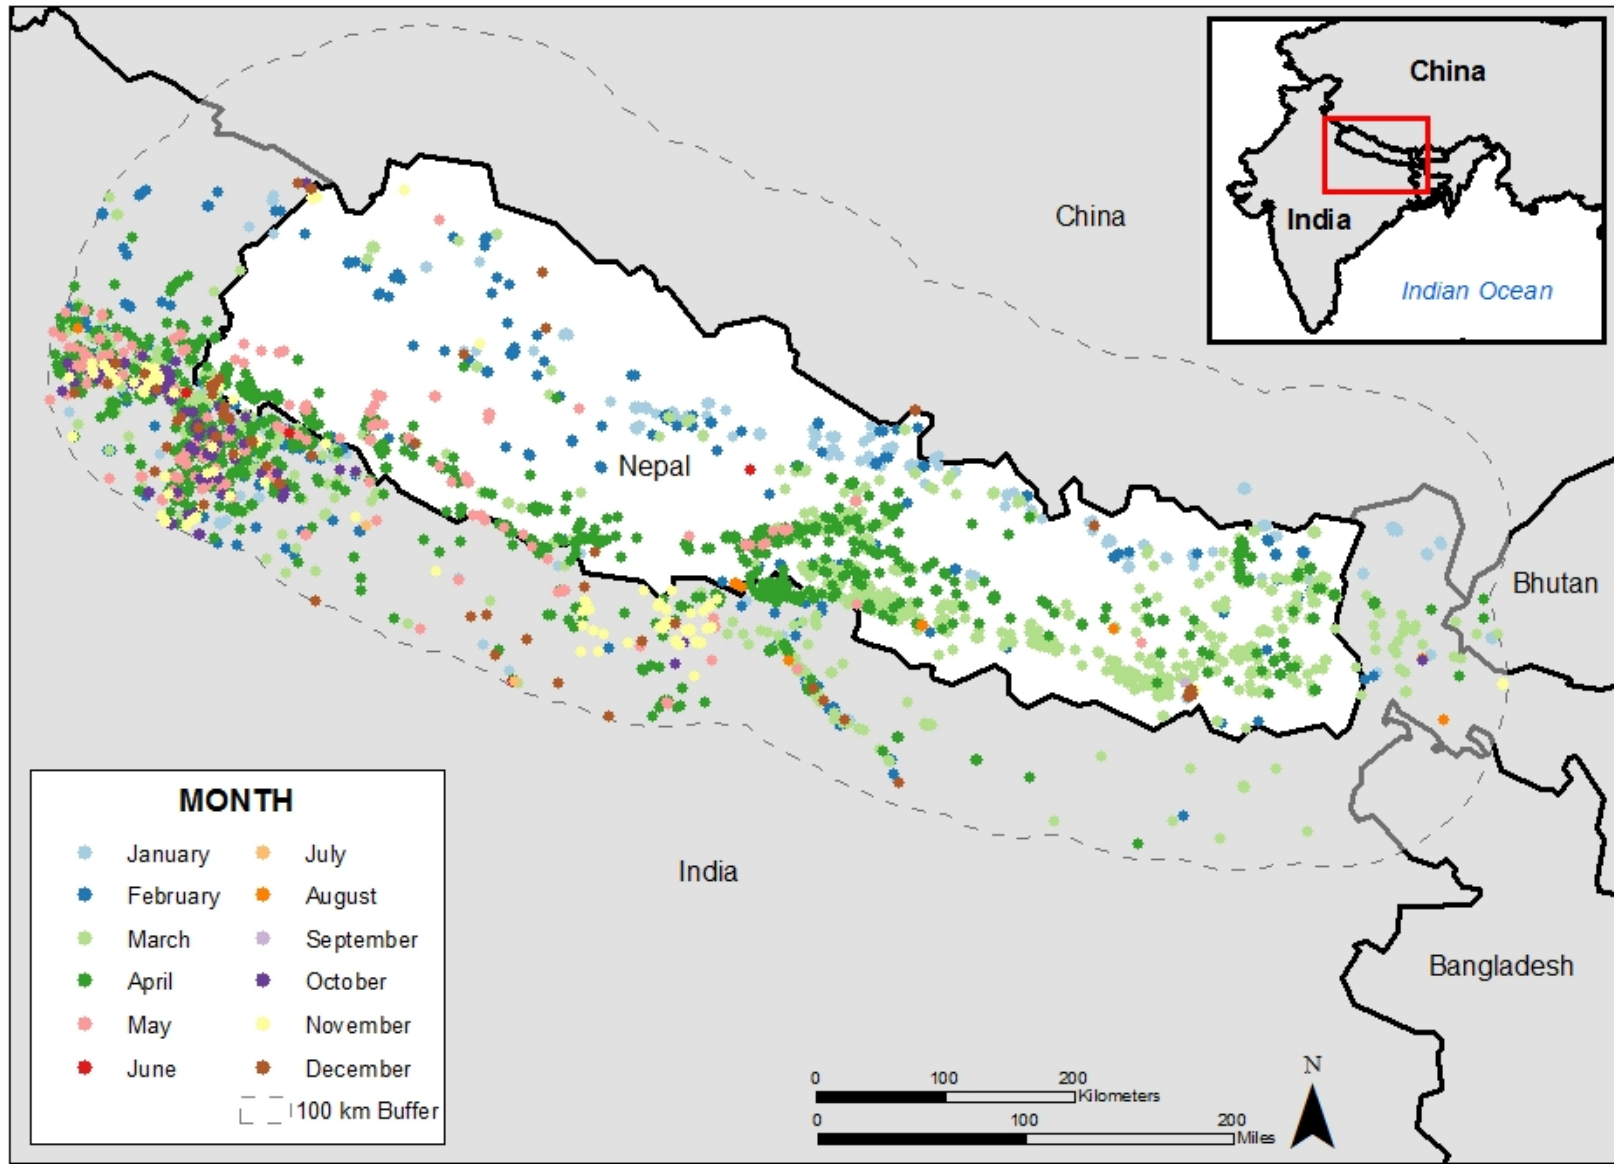 China
India
Indian Ocean
China
Nepal
Bhutan
India
Bangladesh
MONTH
January
February
March
April
May
June
July
August
September
October
November
December
100 km Buffer
0 100 200
Kilometers
0 100 200
Miles
N